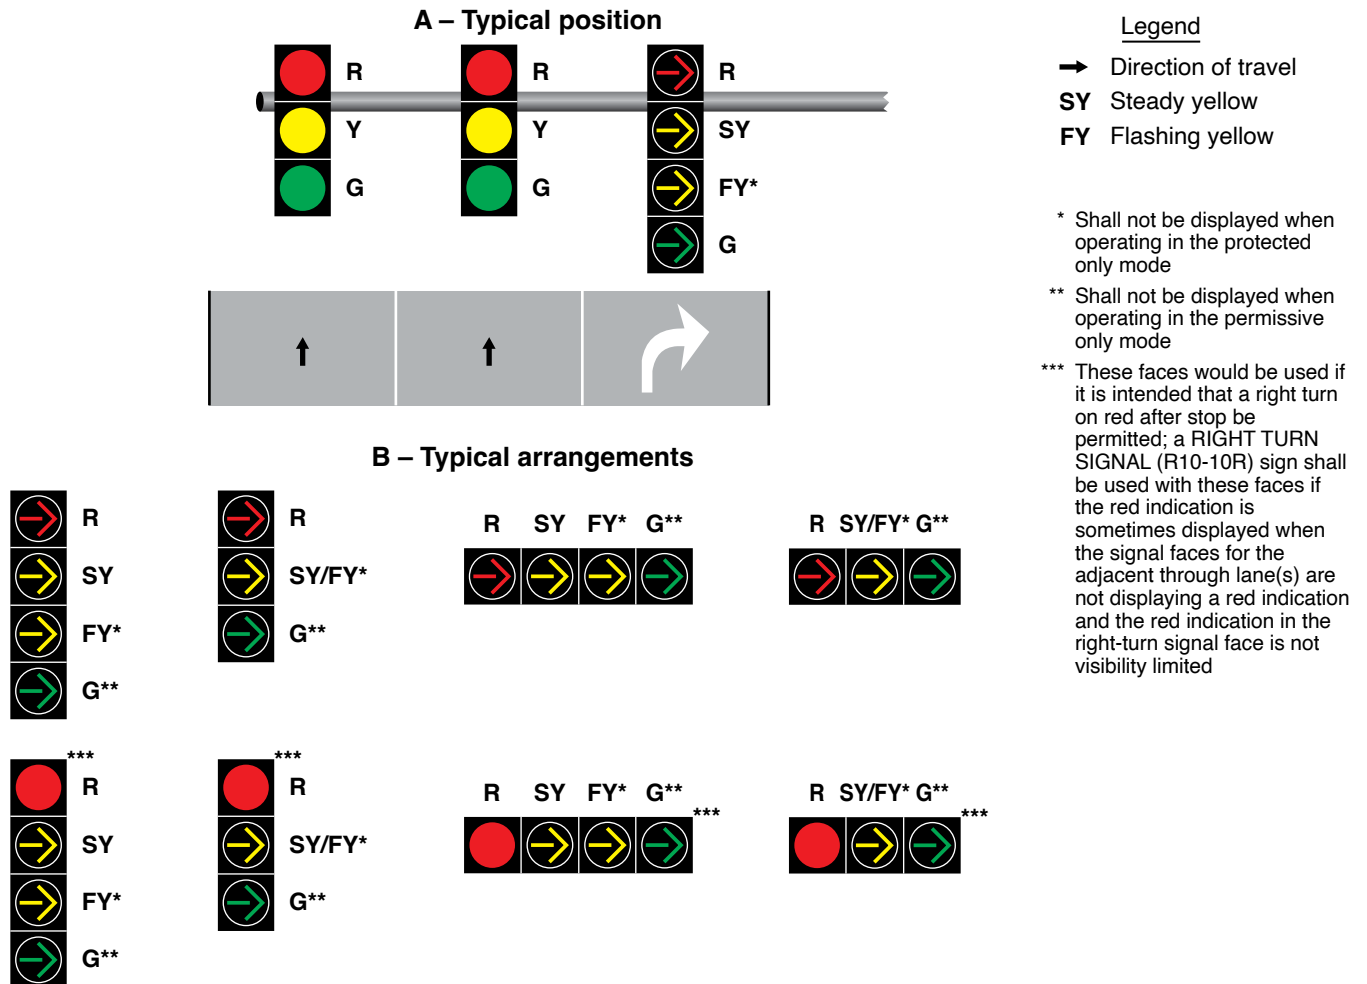 A – Typical position
R
R
R
Y
Y
SY
G
G
FY*
G
Legend
Direction of travel
SY Steady yellow
FY Flashing yellow
* Shall not be displayed when
operating in the protected
only mode
** Shall not be displayed when
operating in the permissive
only mode
*** These faces would be used if
it is intended that a right turn
on red after stop be
permitted; a RIGHT TURN
SIGNAL (R10-10R) sign shall
be used with these faces if
the red indication is
sometimes displayed when
the signal faces for the
adjacent through lane(s) are
not displaying a red indication
and the red indication in the
right-turn signal face is not
visibility limited
B – Typical arrangements
R
SY
FY*
G**
R
SY/FY*
G**
R SY FY* G**
R SY/FY* G**
***
R
SY
FY*
G**
***
R
SY/FY*
G**
R SY FY* G**
***
R SY/FY* G**
***